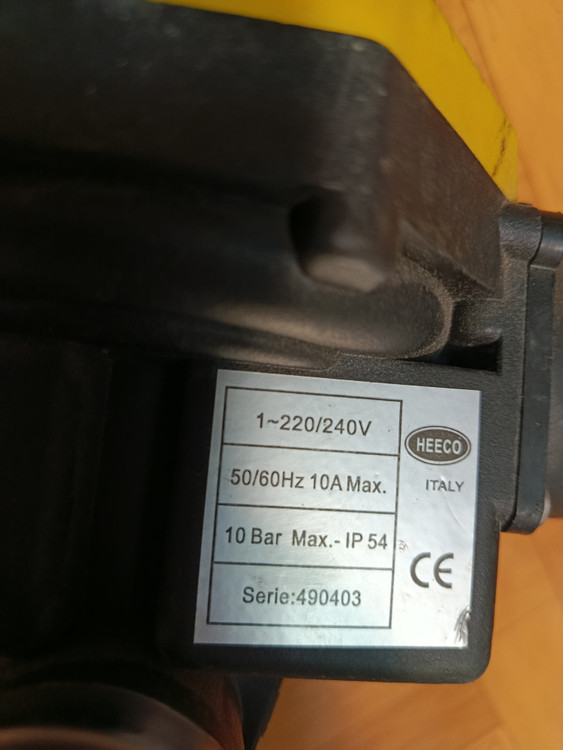 1~220/240V
50/60Hz 10A Max.
10 Bar Max.- IP 54
Serie:490403
HEECO
ITALY
CE